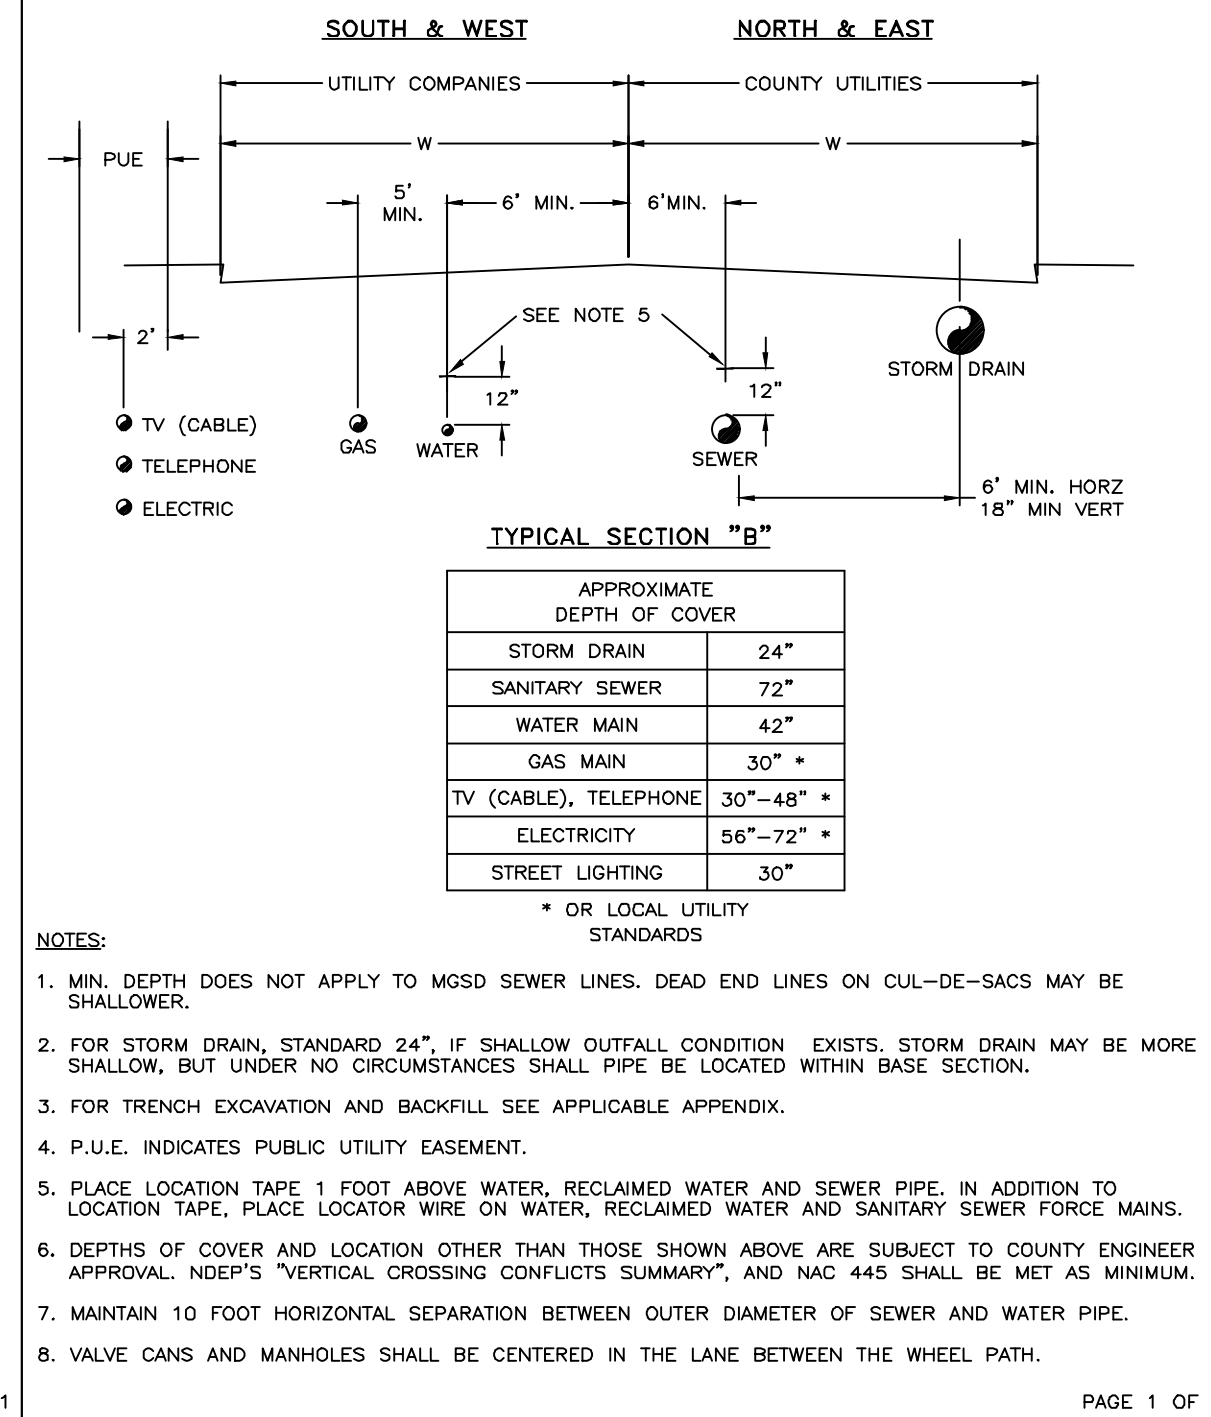 SOUTH & WEST
NORTH & EAST
UTILITY COMPANIES
COUNTY UTILITIES
PUE
W
W
5'
MIN.
6' MIN.
6'MIN.
2'
SEE NOTE 5
12"
12"
STORM DRAIN
TV (CABLE)
GAS
WATER
SEWER
TELEPHONE
ELECTRIC
6' MIN. HORZ
18" MIN VERT
TYPICAL SECTION "B"
APPROXIMATE
DEPTH OF COVER
STORM DRAIN 24"
SANITARY SEWER 72"
WATER MAIN 42"
GAS MAIN 30" *
TV (CABLE), TELEPHONE 30"-48" *
ELECTRICITY 56"-72" *
STREET LIGHTING 30"
* OR LOCAL UTILITY
STANDARDS
NOTES:
1. MIN. DEPTH DOES NOT APPLY TO MGSD SEWER LINES. DEAD END LINES ON CUL-DE-SACS MAY BE
SHALLOWER.
2. FOR STORM DRAIN, STANDARD 24", IF SHALLOW OUTFALL CONDITION EXISTS. STORM DRAIN MAY BE MORE
SHALLOW, BUT UNDER NO CIRCUMSTANCES SHALL PIPE BE LOCATED WITHIN BASE SECTION.
3. FOR TRENCH EXCAVATION AND BACKFILL SEE APPLICABLE APPENDIX.
4. P.U.E. INDICATES PUBLIC UTILITY EASEMENT.
5. PLACE LOCATION TAPE 1 FOOT ABOVE WATER, RECLAIMED WATER AND SEWER PIPE. IN ADDITION TO
LOCATION TAPE, PLACE LOCATOR WIRE ON WATER, RECLAIMED WATER AND SANITARY SEWER FORCE MAINS.
6. DEPTHS OF COVER AND LOCATION OTHER THAN THOSE SHOWN ABOVE ARE SUBJECT TO COUNTY ENGINEER
APPROVAL. NDEP'S "VERTICAL CROSSING CONFLICTS SUMMARY", AND NAC 445 SHALL BE MET AS MINIMUM.
7. MAINTAIN 10 FOOT HORIZONTAL SEPARATION BETWEEN OUTER DIAMETER OF SEWER AND WATER PIPE.
8. VALVE CANS AND MANHOLES SHALL BE CENTERED IN THE LANE BETWEEN THE WHEEL PATH.
1
PAGE 1 OF